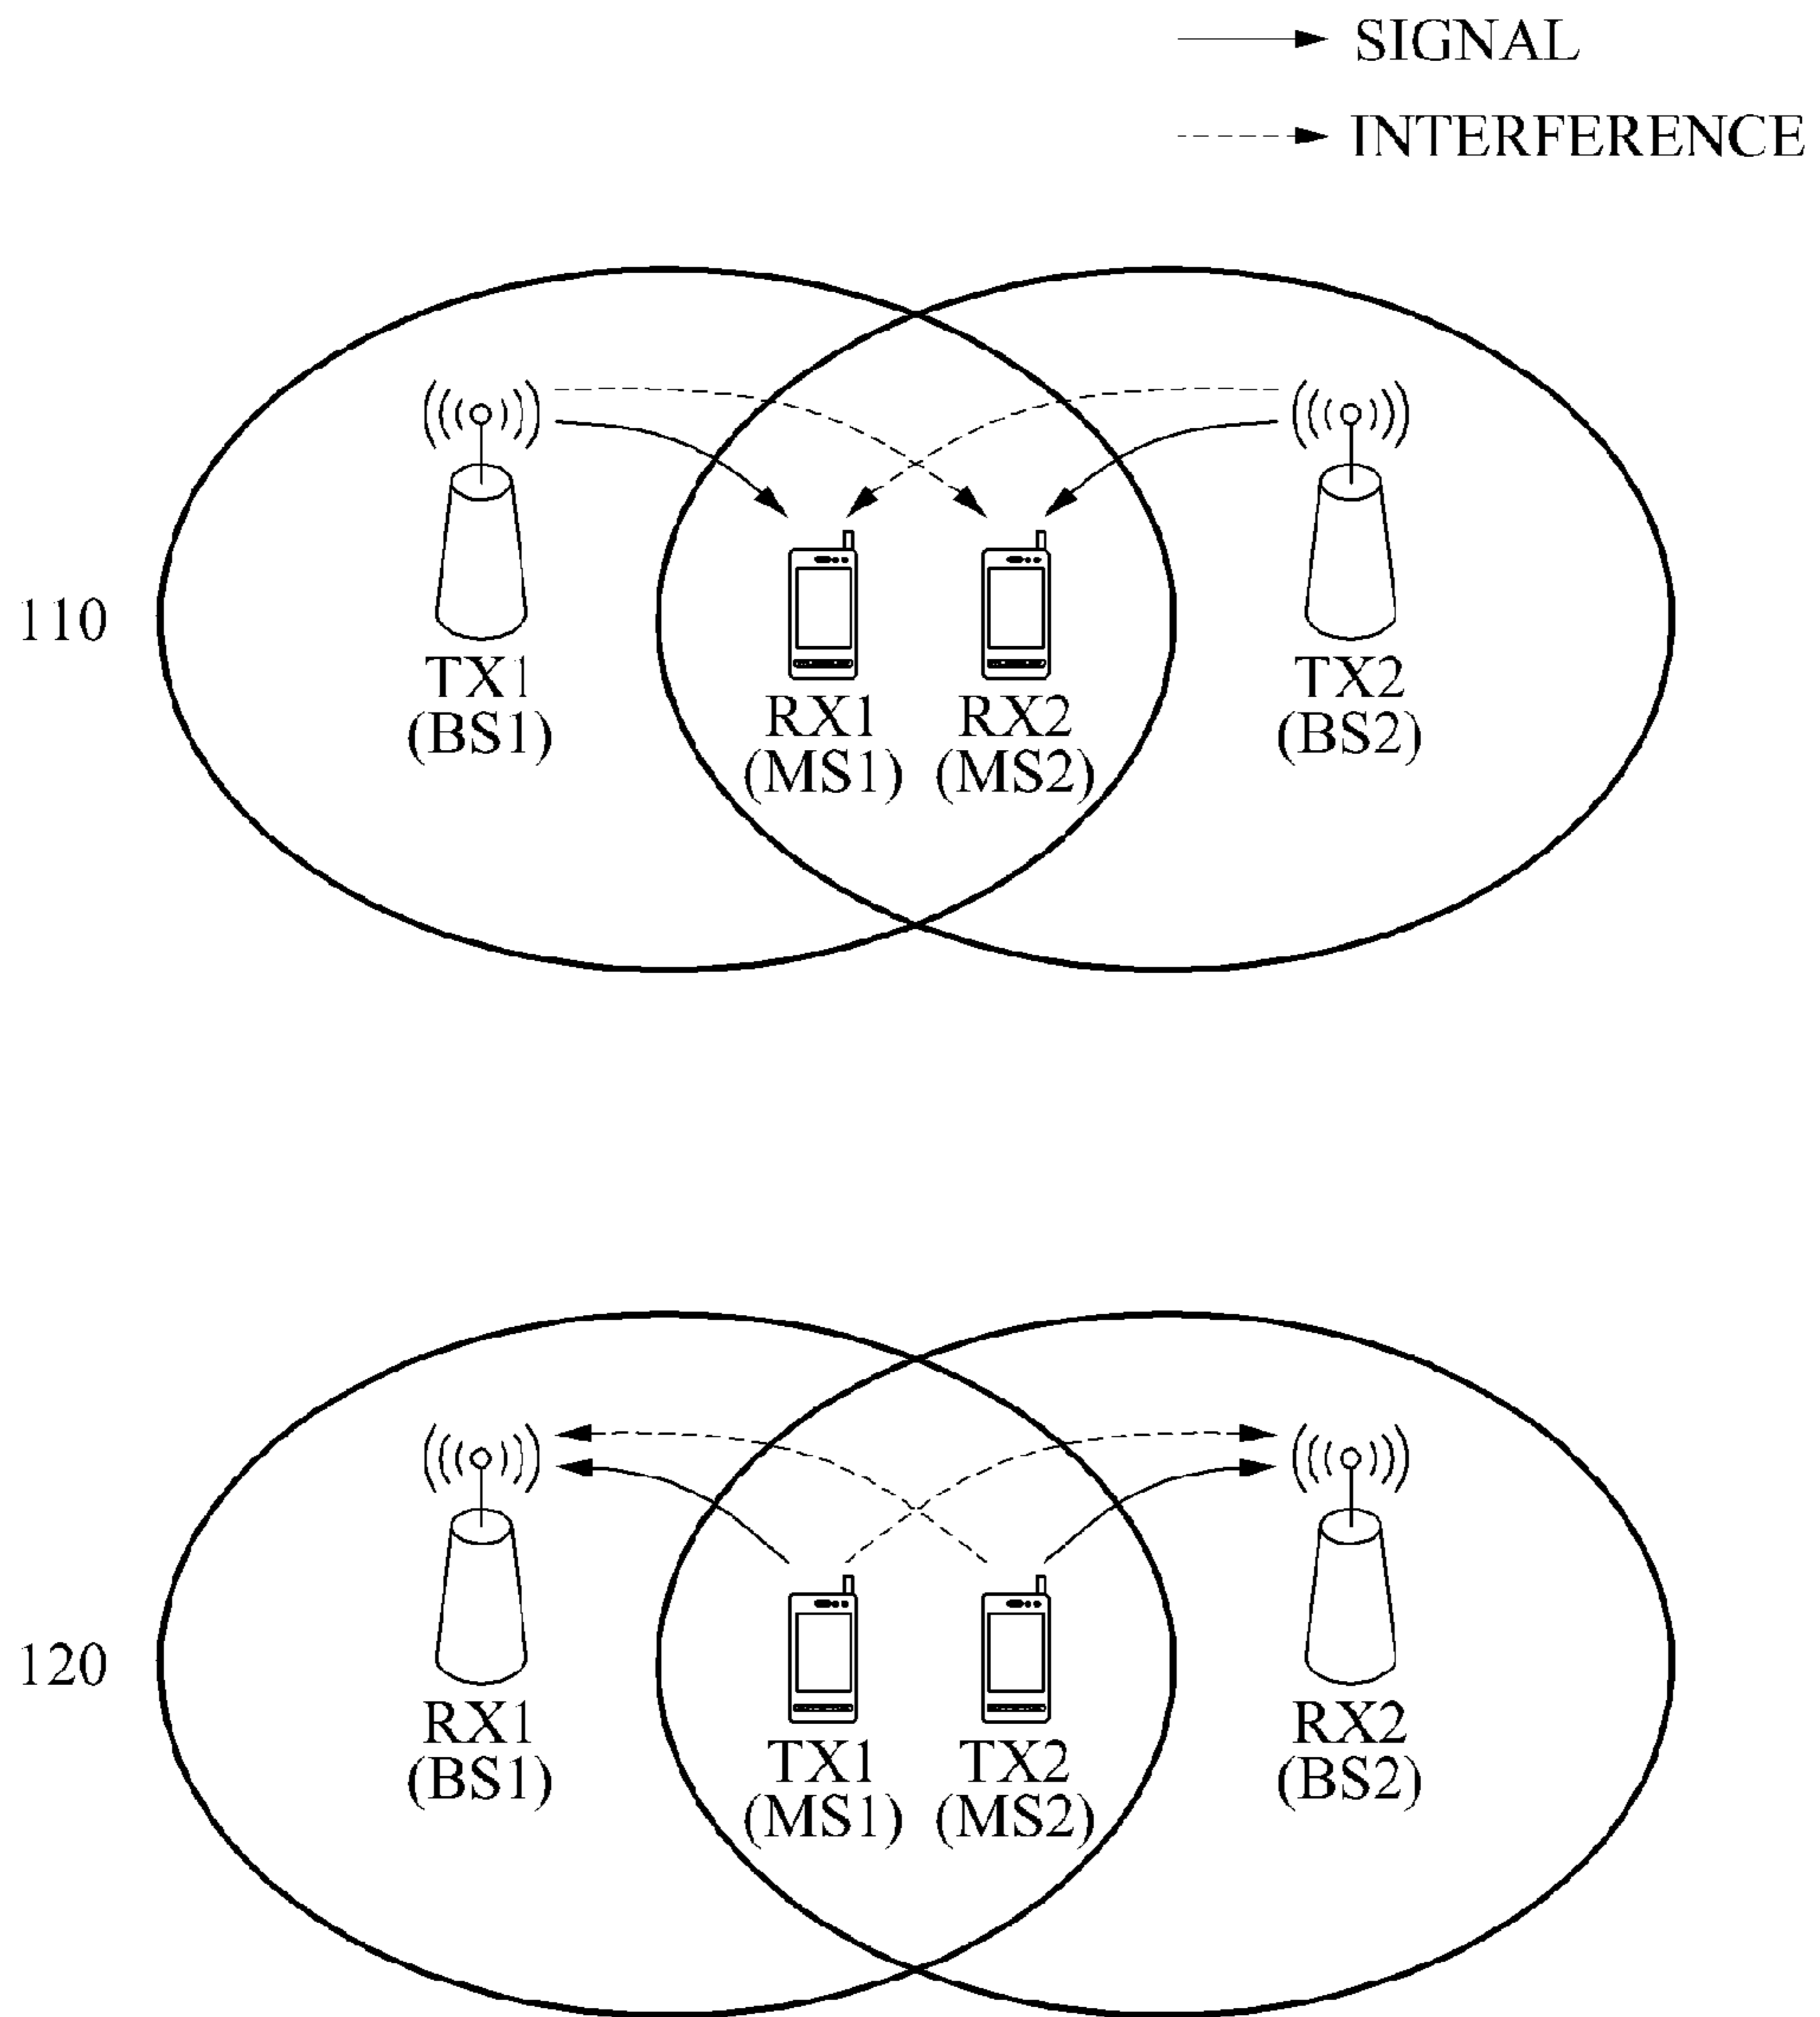 SIGNAL
INTERFERENCE
110
TX1
(BS1)
RX1
(MS1)
RX2
(MS2)
TX2
(BS2)
120
RX1
(BS1)
TX1
(MS1)
TX2
(MS2)
RX2
(BS2)